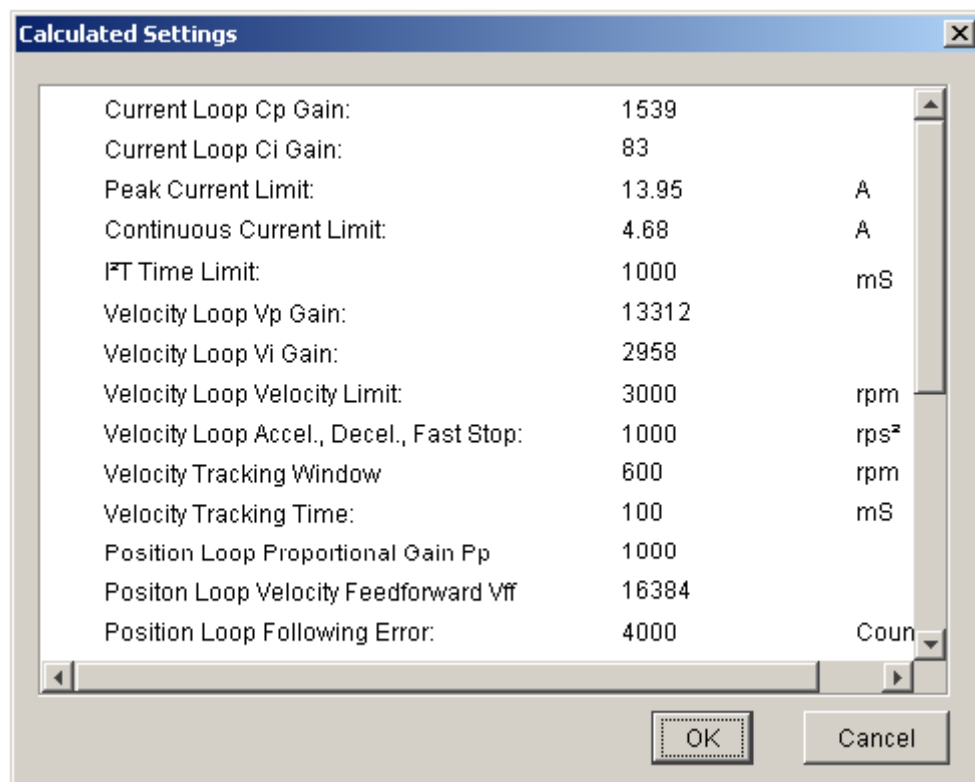 Calculated Settings
Current Loop Cp Gain: 1539
Current Loop Ci Gain: 83
Peak Current Limit: 13.95 A
Continuous Current Limit: 4.68 A
I²T Time Limit: 1000 mS
Velocity Loop Vp Gain: 13312
Velocity Loop Vi Gain: 2958
Velocity Loop Velocity Limit: 3000 rpm
Velocity Loop Accel., Decel., Fast Stop: 1000 rps²
Velocity Tracking Window 600 rpm
Velocity Tracking Time: 100 mS
Position Loop Proportional Gain Pp 1000
Positon Loop Velocity Feedforward Vff 16384
Position Loop Following Error: 4000 Coun
OK Cancel